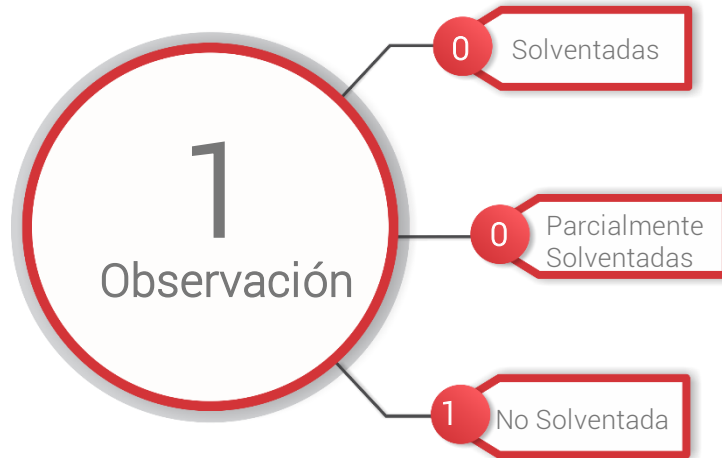 1
Observación
0
Solventadas
0
Parcialmente
Solventadas
1
No Solventada